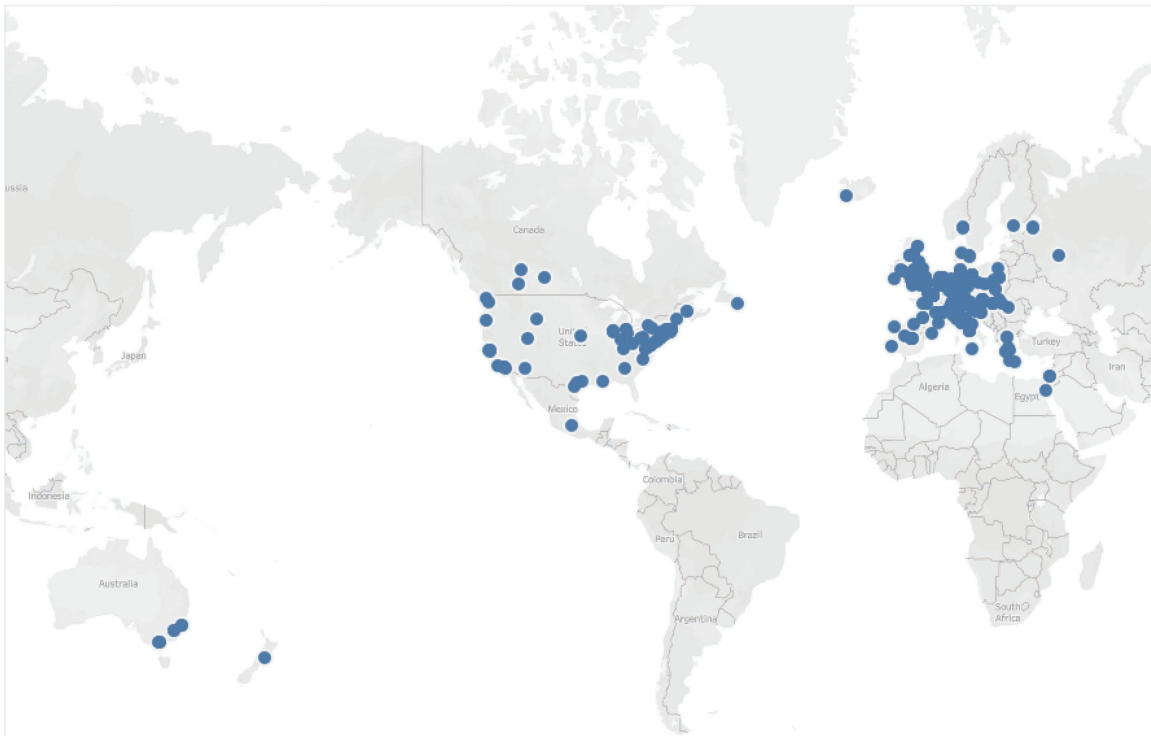 ussia
Canada
United
States
Japan
Turkey
Iran
Algeria
Egypt
Mexico
Indonesia
Colombia
Peru
Brazil
Australia
South
Africa
Argentina